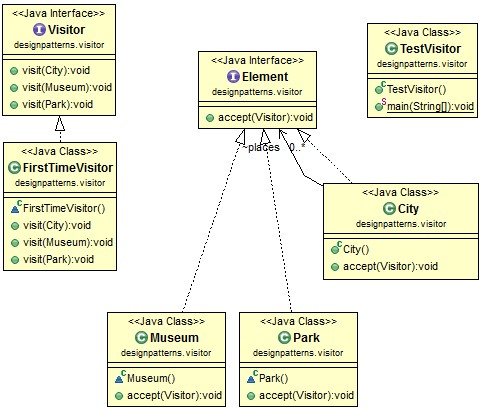 <<Java Interface>>
Visitor
designpatterns.visitor
visit(City):void
visit(Museum):void
visit(Park):void
<<Java Class>>
FirstTimeVisitor
designpatterns.visitor
FirstTimeVisitor()
visit(City):void
visit(Museum):void
visit(Park):void
<<Java Interface>>
Element
designpatterns.visitor
accept(Visitor):void
<<Java Class>>
TestVisitor
designpatterns.visitor
TestVisitor()
main(String[]):void
~places 0..*
<<Java Class>>
City
designpatterns.visitor
City()
accept(Visitor):void
<<Java Class>>
Museum
designpatterns.visitor
Museum()
accept(Visitor):void
<<Java Class>>
Park
designpatterns.visitor
Park()
accept(Visitor):void